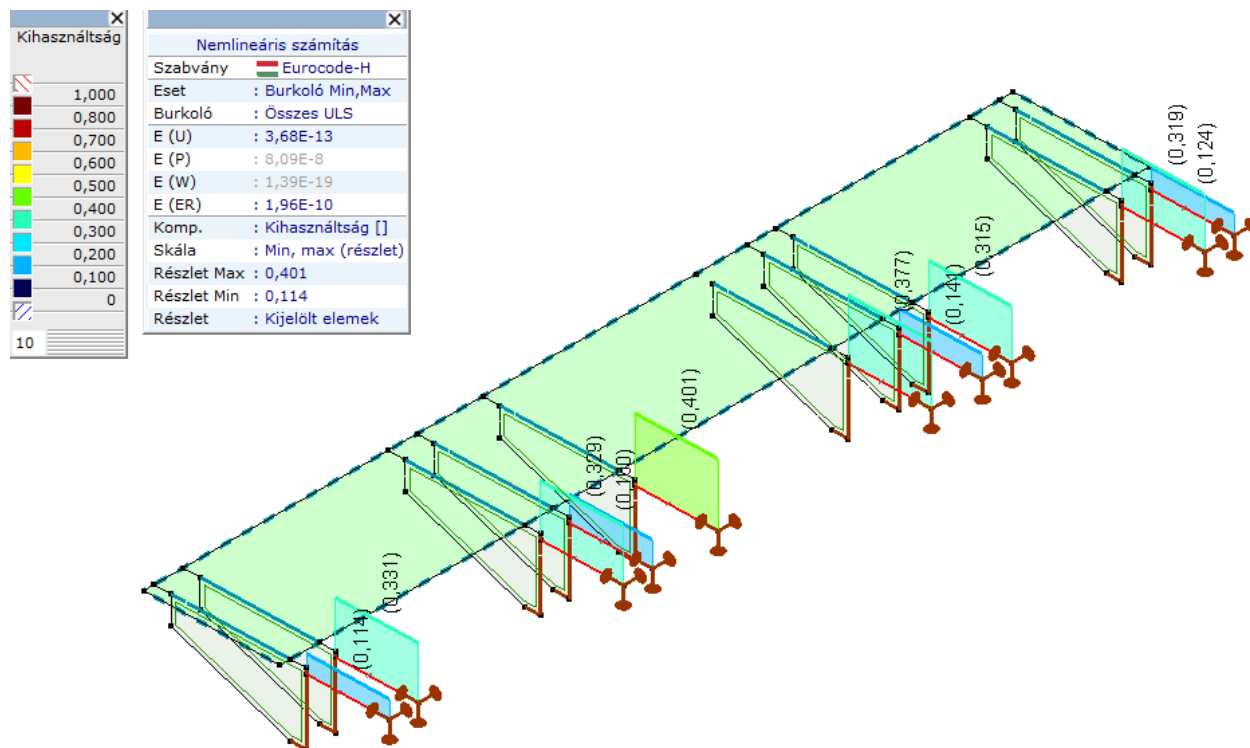 Kihasználtság
1,000
0,800
0,700
0,600
0,500
0,400
0,300
0,200
0,100
0
10
Nemlineáris számítás
Szabvány Eurocode-H
Eset : Burkoló Min,Max
Burkoló : Összes ULS
E (U) : 3,68E-13
E (P) : 8,09E-8
E (W) : 1,39E-19
E (ER) : 1,96E-10
Komp. : Kihasználtság []
Skála : Min, max (részlet)
Részlet Max : 0,401
Részlet Min : 0,114
Részlet : Kijelölt elemek
(0,319)
(0,124)
(0,315)
(0,377)
(0,141)
(0,401)
(0,329)
(0,180)
(0,331)
(0,114)